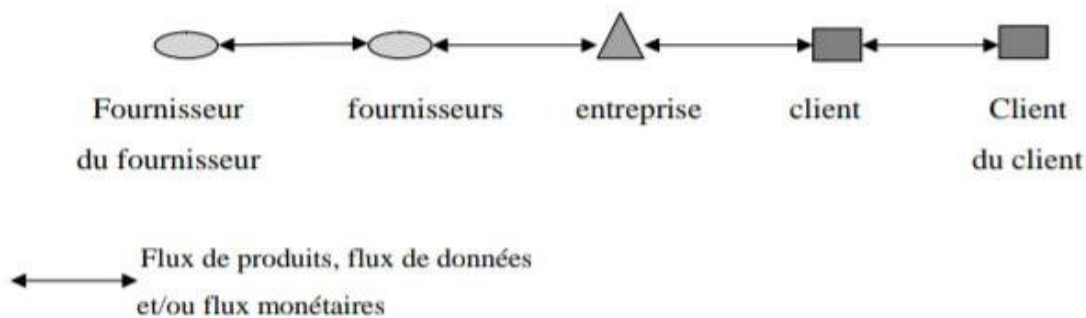 Fournisseur fournisseurs entreprise client Client
du fournisseur du client
Flux de produits, flux de données
et/ou flux monétaires